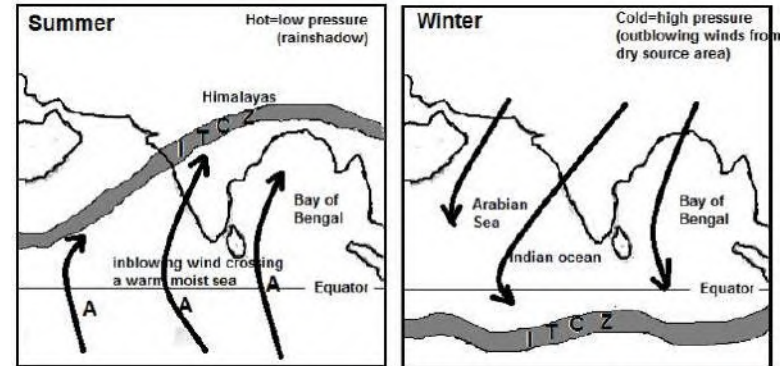 Summer
Hot=low pressure
(rainshadow)
Himalayas
I T C Z
Bay of
Bengal
inblowing wind crossing
a warm moist sea
Equator
A
A
A
Winter
Cold=high pressure
(outblowing winds from
dry source area)
Arabian
Sea
Bay of
Bengal
Indian ocean
Equator
I T C Z